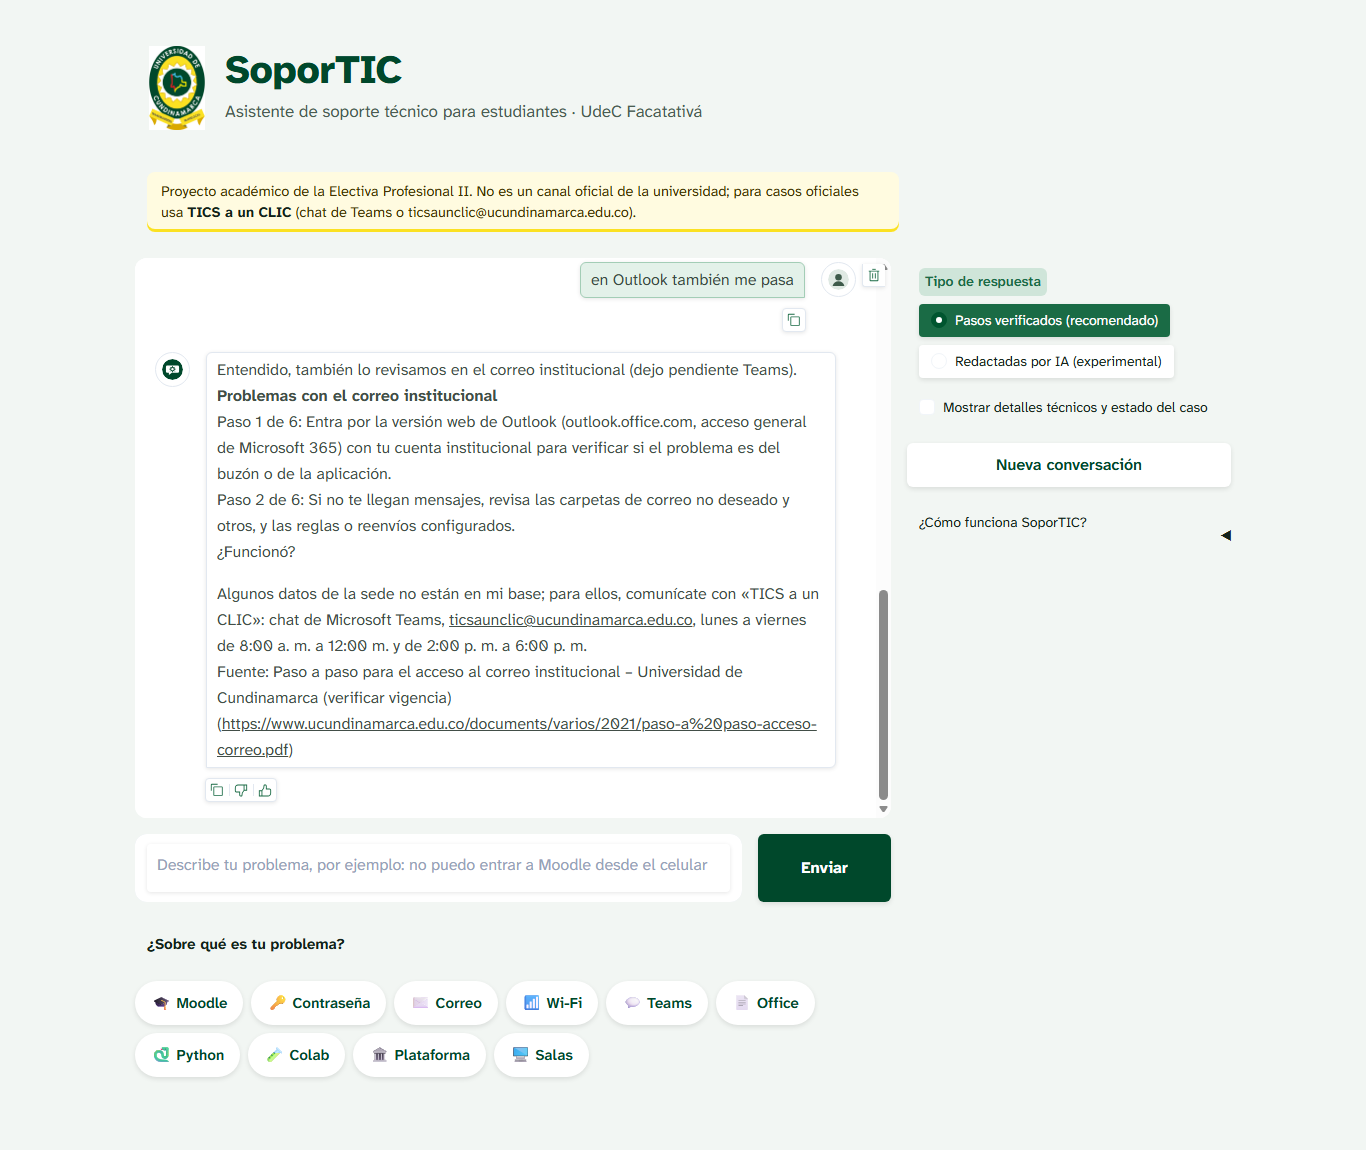 UNIVERSIDAD DE
CUNDINAMARCA
SoporTIC
Asistente de soporte técnico para estudiantes · UdeC Facatativá
Proyecto académico de la Electiva Profesional II. No es un canal oficial de la universidad; para casos oficiales
usa TICS a un CLIC (chat de Teams o ticsaunclic@ucundinamarca.edu.co).
en Outlook también me pasa
Entendido, también lo revisamos en el correo institucional (dejo pendiente Teams).
Problemas con el correo institucional
Paso 1 de 6: Entra por la versión web de Outlook (outlook.office.com, acceso general
de Microsoft 365) con tu cuenta institucional para verificar si el problema es del
buzón o de la aplicación.
Paso 2 de 6: Si no te llegan mensajes, revisa las carpetas de correo no deseado y
otros, y las reglas o reenvíos configurados.
¿Funcionó?
Algunos datos de la sede no están en mi base; para ellos, comunícate con «TICS a un
CLIC»: chat de Microsoft Teams, ticsaunclic@ucundinamarca.edu.co, lunes a viernes
de 8:00 a. m. a 12:00 m. y de 2:00 p. m. a 6:00 p. m.
Fuente: Paso a paso para el acceso al correo institucional – Universidad de
Cundinamarca (verificar vigencia)
(https://www.ucundinamarca.edu.co/documents/varios/2021/paso-a%20paso-acceso-
correo.pdf)
Tipo de respuesta
Pasos verificados (recomendado)
Redactadas por IA (experimental)
Mostrar detalles técnicos y estado del caso
Nueva conversación
¿Cómo funciona SoporTIC?
Describe tu problema, por ejemplo: no puedo entrar a Moodle desde el celular
Enviar
¿Sobre qué es tu problema?
Moodle
Contraseña
Correo
Wi-Fi
Teams
Office
Python
Colab
Plataforma
Salas